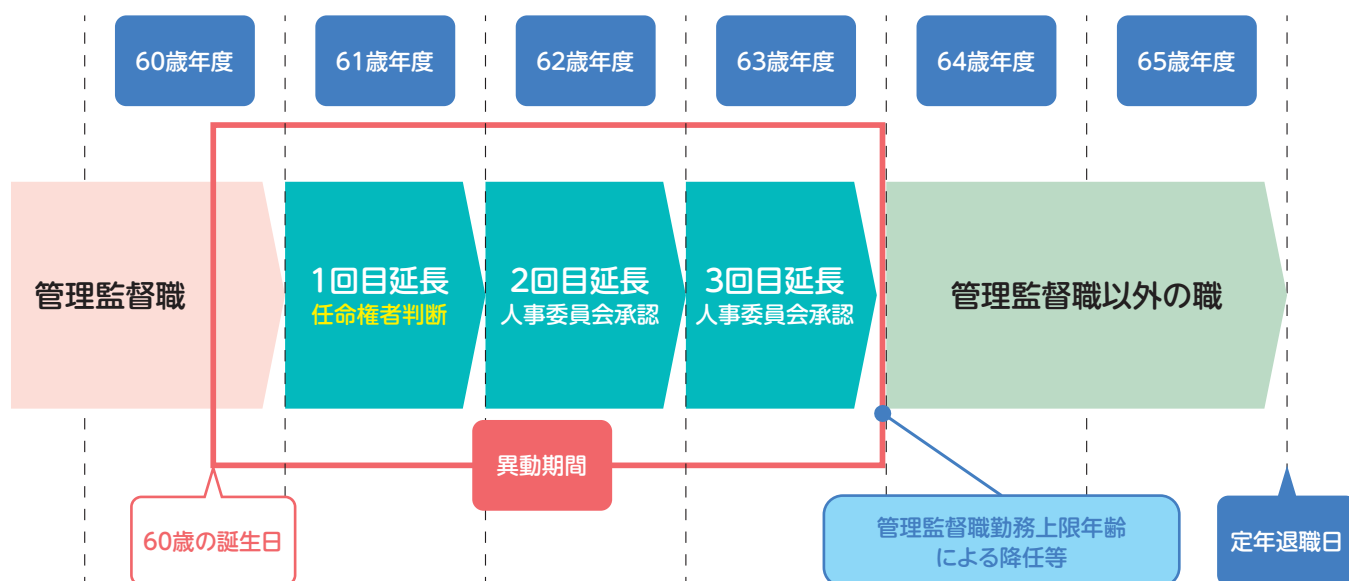 60歳年度
61歳年度
62歳年度
63歳年度
64歳年度
65歳年度
管理監督職
1回目延長
任命権者判断
2回目延長
人事委員会承認
3回目延長
人事委員会承認
管理監督職以外の職
異動期間
60歳の誕生日
管理監督職勤務上限年齢
による降任等
定年退職日